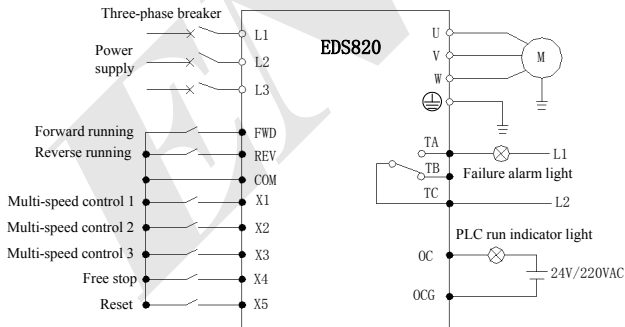 Three-phase breaker
L1
Power
supply
L2
L3
EDS820
U
V
W
M
Forward running
FWD
Reverse running
REV
COM
Multi-speed control 1
X1
Multi-speed control 2
X2
Multi-speed control 3
X3
Free stop
X4
Reset
X5
TA
L1
TB
Failure alarm light
TC
L2
PLC run indicator light
OC
24V/220VAC
OCG